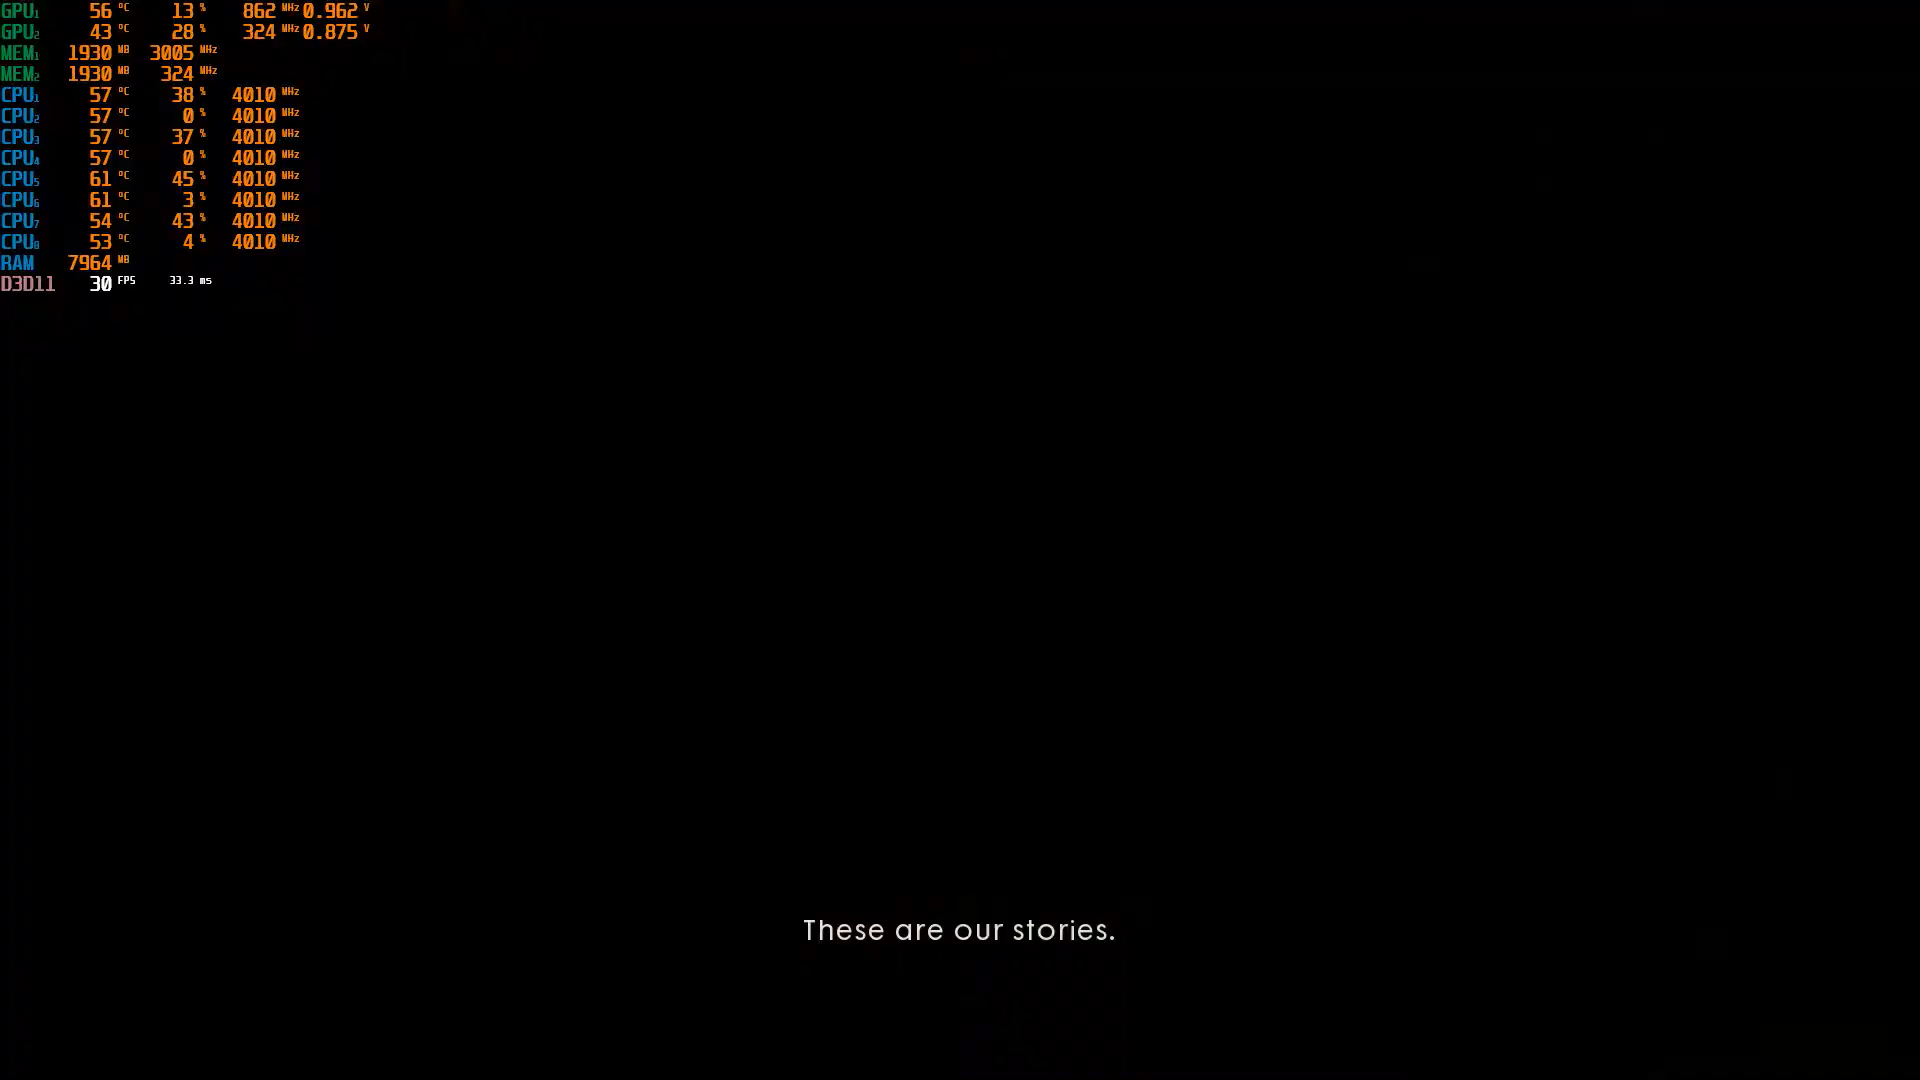 GPU1 56 °C 13 % 862 MHz 0.962 V
GPU2 43 °C 28 % 324 MHz 0.875 V
MEM1 1930 MB 3005 MHz
MEM2 1930 MB 324 MHz
CPU1 57 °C 38 % 4010 MHz
CPU2 57 °C 0 % 4010 MHz
CPU3 57 °C 37 % 4010 MHz
CPU4 57 °C 0 % 4010 MHz
CPU5 61 °C 45 % 4010 MHz
CPU6 61 °C 3 % 4010 MHz
CPU7 54 °C 43 % 4010 MHz
CPU8 53 °C 4 % 4010 MHz
RAM 7964 MB
D3D11 30 FPS 33.3 ms
These are our stories.